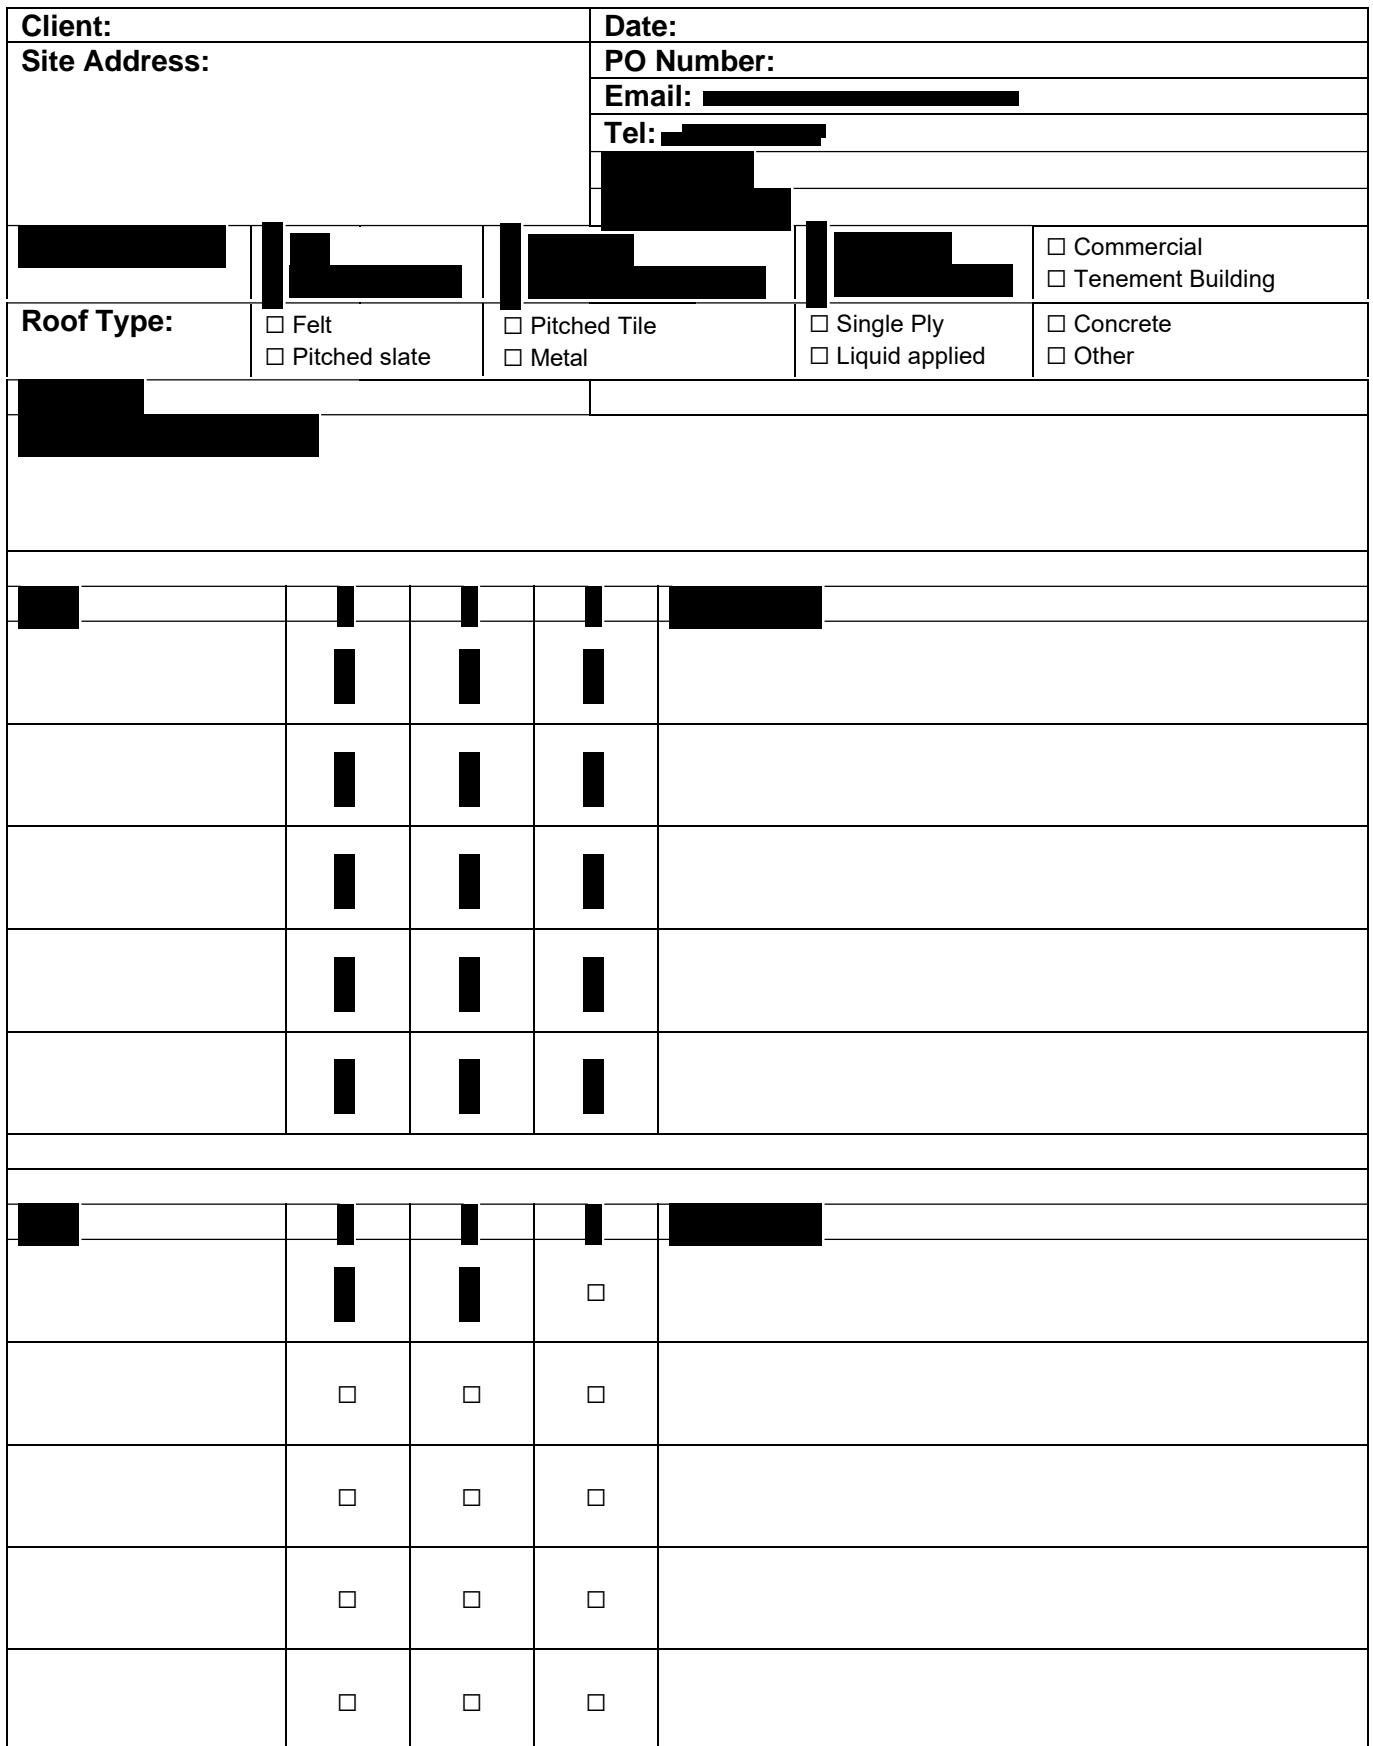 Client: Date:
Site Address: PO Number:
Email:
Tel:
☐ Commercial
☐ Tenement Building
Roof Type: ☐ Felt ☐ Pitched Tile ☐ Single Ply ☐ Concrete
☐ Pitched slate ☐ Metal ☐ Liquid applied ☐ Other
☐
☐ ☐ ☐
☐ ☐ ☐
☐ ☐ ☐
☐ ☐ ☐